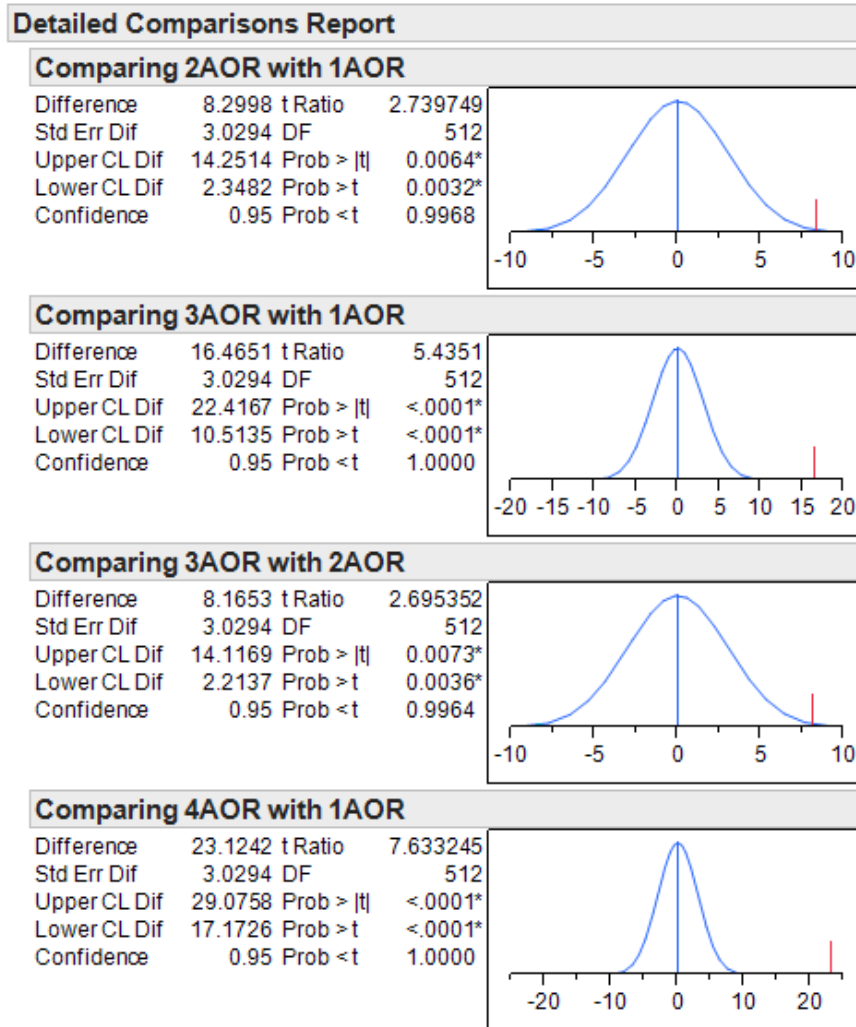 Detailed Comparisons Report
Comparing 2AOR with 1AOR
Difference 8.2998 t Ratio 2.739749
Std Err Dif 3.0294 DF 512
Upper CL Dif 14.2514 Prob > |t| 0.0064*
Lower CL Dif 2.3482 Prob > t 0.0032*
Confidence 0.95 Prob < t 0.9968
-10 -5 0 5 10
Comparing 3AOR with 1AOR
Difference 16.4651 t Ratio 5.4351
Std Err Dif 3.0294 DF 512
Upper CL Dif 22.4167 Prob > |t| <.0001*
Lower CL Dif 10.5135 Prob > t <.0001*
Confidence 0.95 Prob < t 1.0000
-20 -15 -10 -5 0 5 10 15 20
Comparing 3AOR with 2AOR
Difference 8.1653 t Ratio 2.695352
Std Err Dif 3.0294 DF 512
Upper CL Dif 14.1169 Prob > |t| 0.0073*
Lower CL Dif 2.2137 Prob > t 0.0036*
Confidence 0.95 Prob < t 0.9964
-10 -5 0 5 10
Comparing 4AOR with 1AOR
Difference 23.1242 t Ratio 7.633245
Std Err Dif 3.0294 DF 512
Upper CL Dif 29.0758 Prob > |t| <.0001*
Lower CL Dif 17.1726 Prob > t <.0001*
Confidence 0.95 Prob < t 1.0000
-20 -10 0 10 20